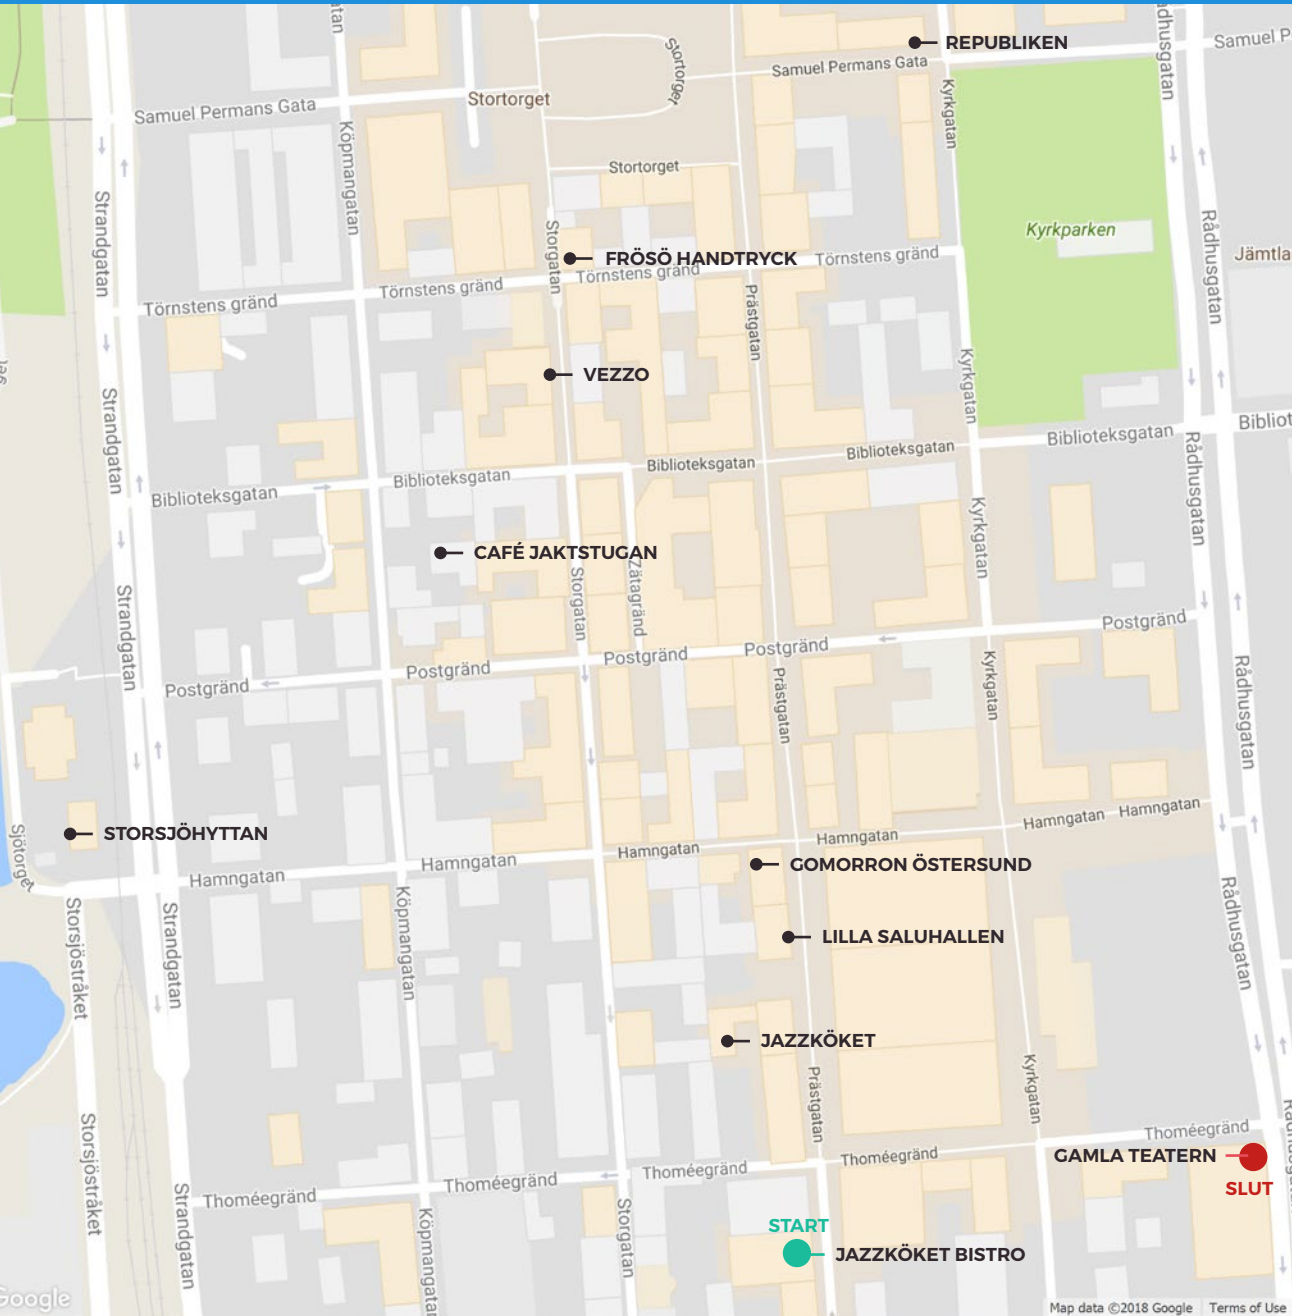 REPUBLIKEN
Samuel P
Samuel Permans Gata
Stortorget
Stortorget
Samuel Permans Gata
Kyrkgatan
Köpmangatan
Stortorget
Kyrkparken
Strandgatan
Storgatan
Rådhusgatan
Jämtla
FRÖSÖ HANDTRYCK
Törnstens gränd
Törnstens gränd
Törnstens gränd
Törnstens gränd
Prästgatan
VEZZO
Kyrkgatan
Strandgatan
Bibliot
Biblioteksgatan
Biblioteksgatan
Biblioteksgatan
Biblioteksgatan
Biblioteksgatan
Rådhusgatan
Kyrkgatan
CAFÉ JAKTSTUGAN
Zätagränd
Storgatan
Strandgatan
Postgränd
Postgränd
Postgränd
Postgränd
Postgränd
Prästgatan
Kyrkgatan
Rådhusgatan
STORSJÖHYTTAN
Sjötorget
Hamngatan
Hamngatan
Hamngatan
Hamngatan
Hamngatan
Hamngatan
GOMORRON ÖSTERSUND
LILLA SALUHALLEN
Storsjöstråket
Strandgatan
Köpmangatan
Rådhusgatan
JAZZKÖKET
Prästgatan
Kyrkgatan
Storsjöstråket
Thoméegränd
Thoméegränd
Thoméegränd
Thoméegränd
Thoméegränd
GAMLA TEATERN
SLUT
Strandgatan
Köpmangatan
Storgatan
START
JAZZKÖKET BISTRO
Google
Map data ©2018 Google
Terms of Use